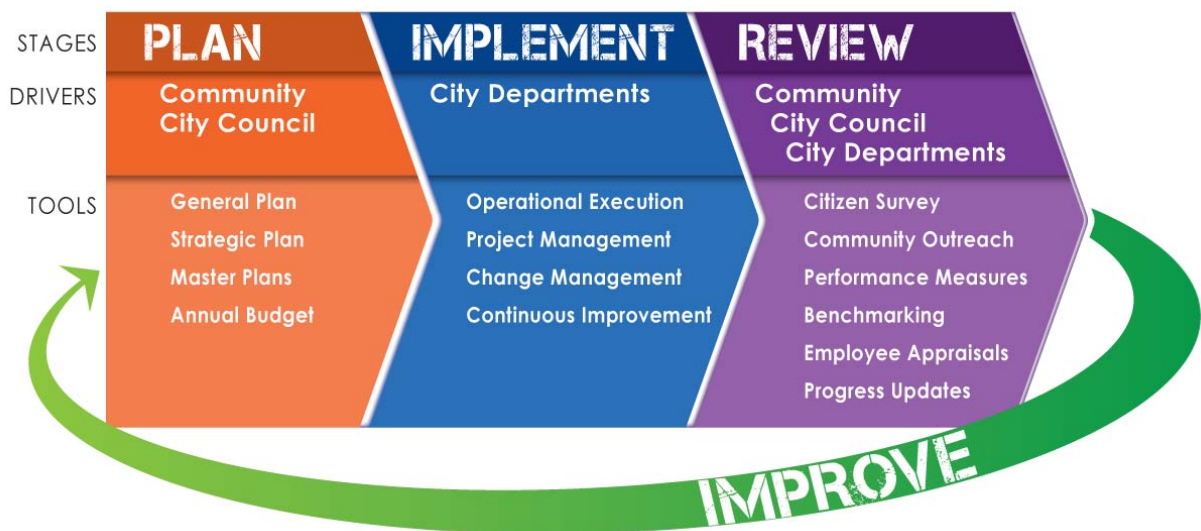 STAGES
PLAN
IMPLEMENT
REVIEW
DRIVERS
Community
City Council
City Departments
Community
City Council
City Departments
TOOLS
General Plan
Strategic Plan
Master Plans
Annual Budget
Operational Execution
Project Management
Change Management
Continuous Improvement
Citizen Survey
Community Outreach
Performance Measures
Benchmarking
Employee Appraisals
Progress Updates
IMPROVE